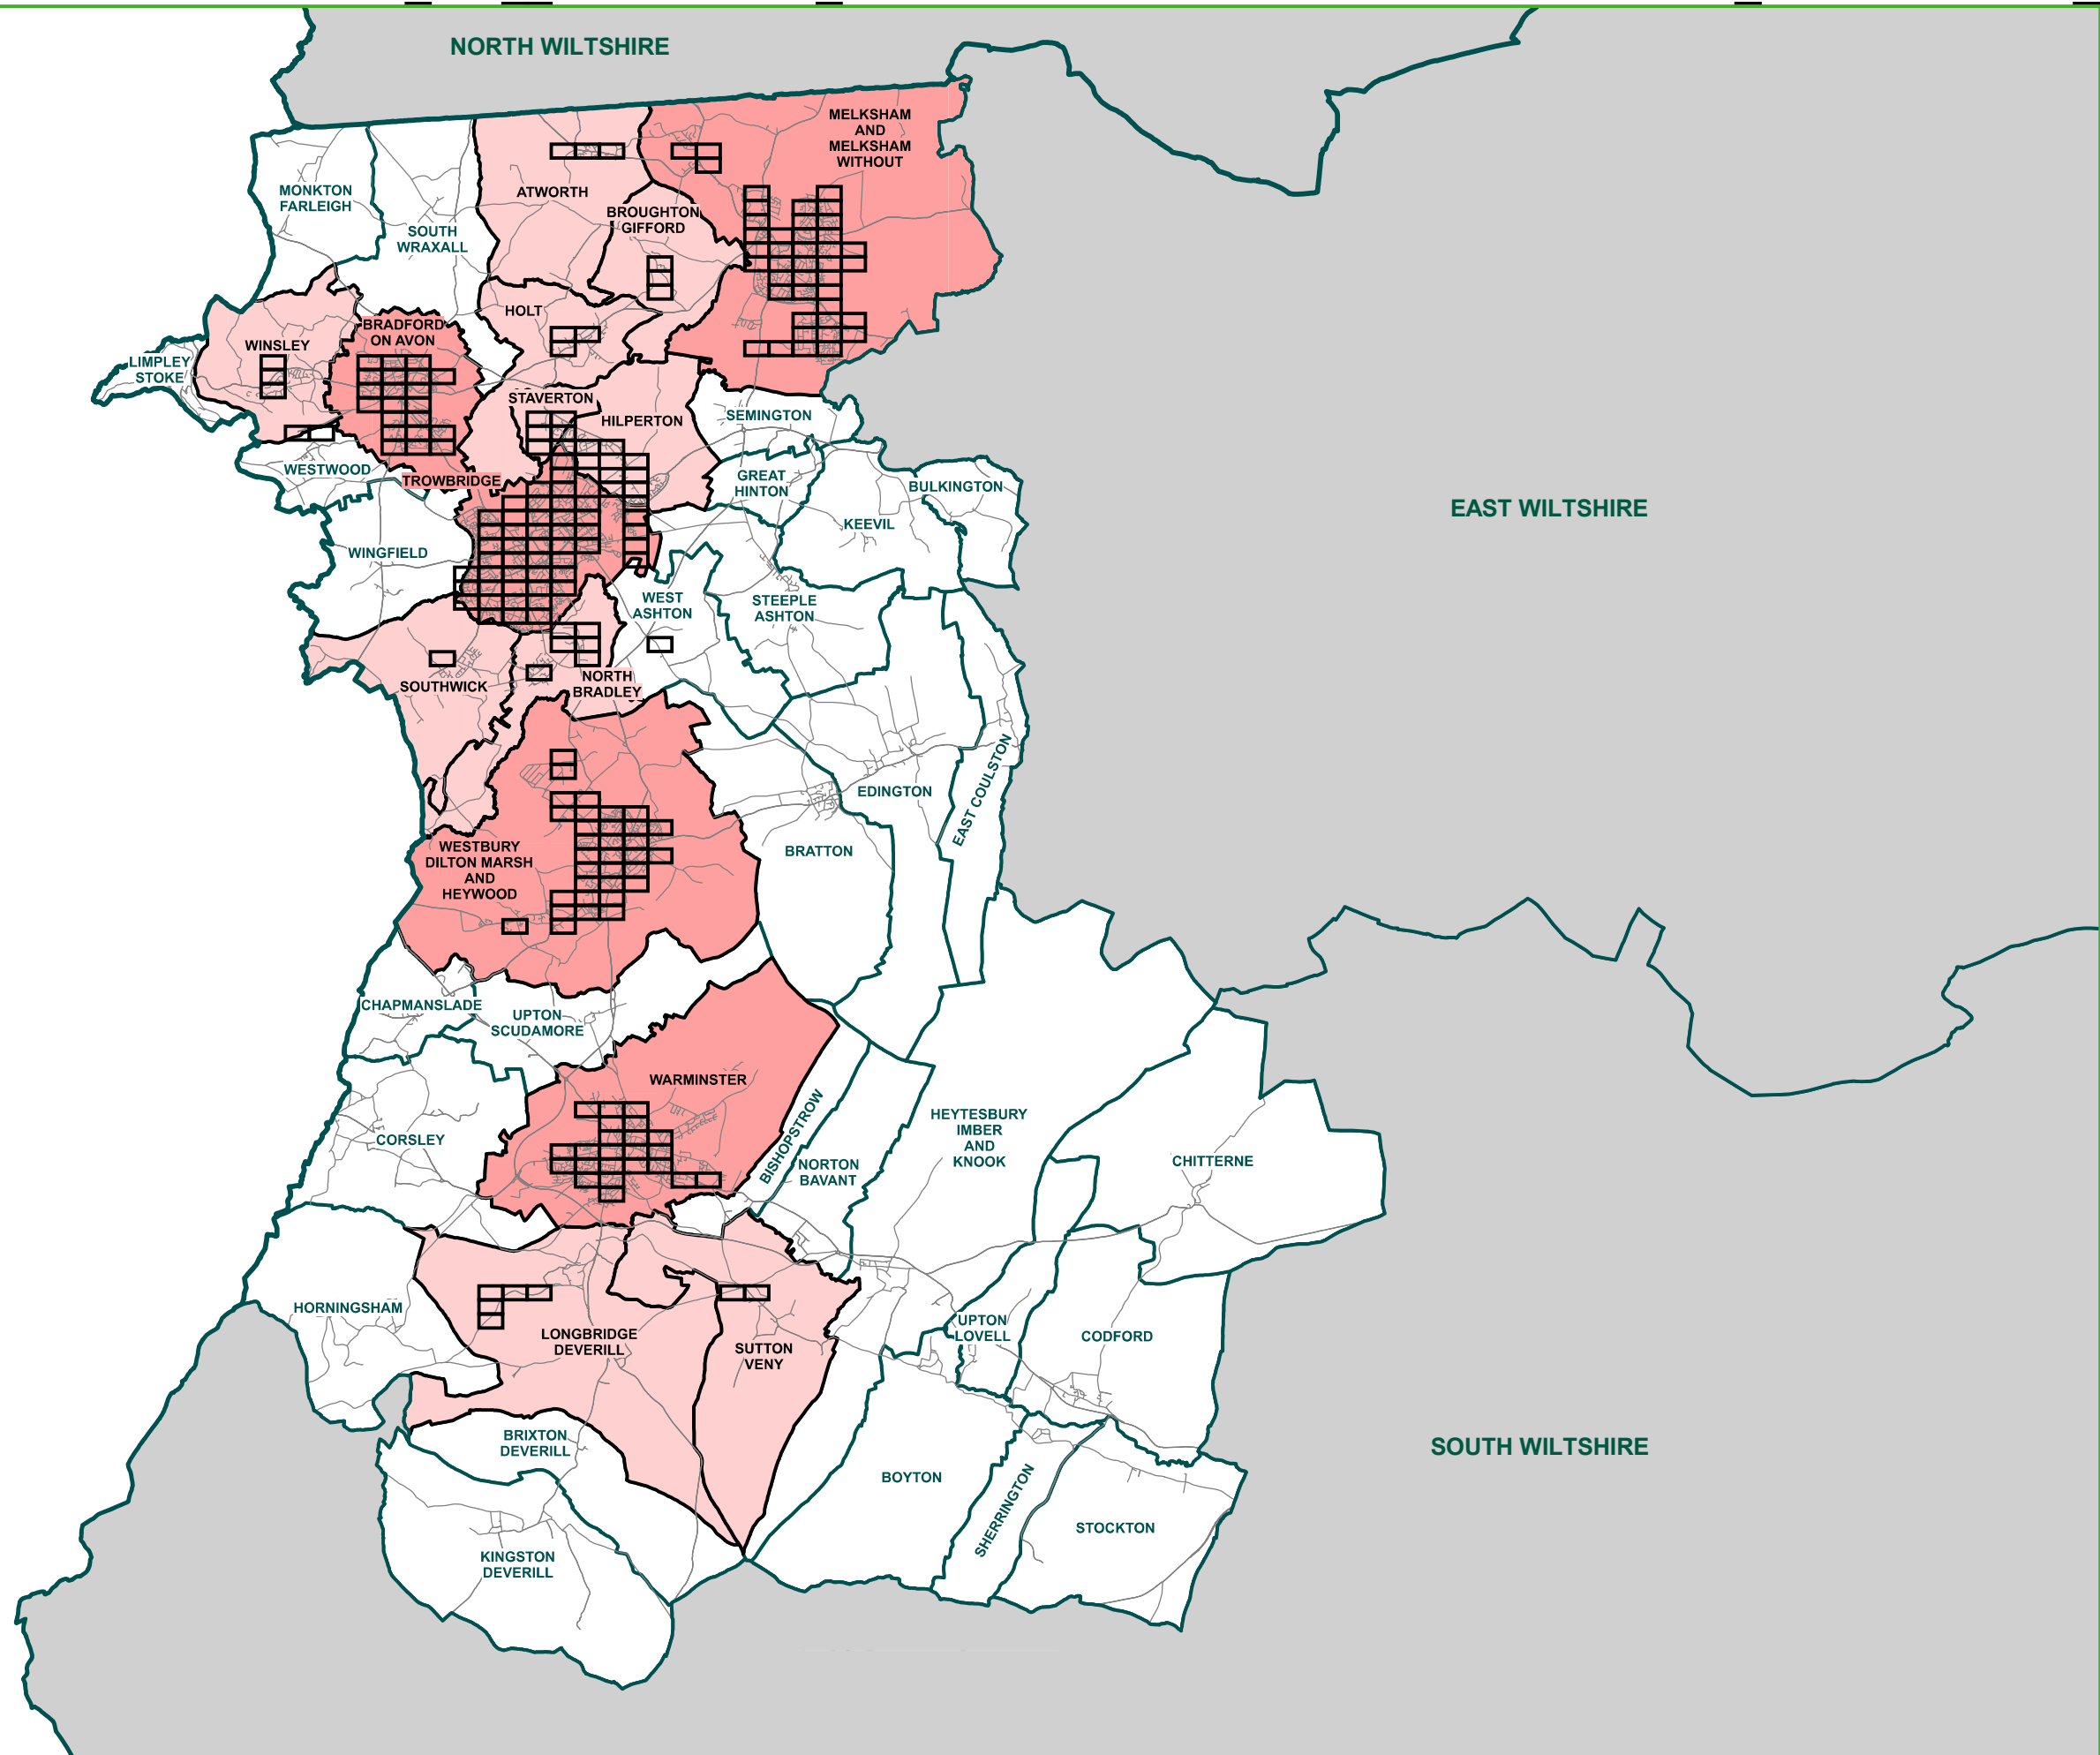 NORTH WILTSHIRE
MELKSHAM
AND
MELKSHAM
WITHOUT
MONKTON
FARLEIGH
ATWORTH
BROUGHTON
GIFFORD
SOUTH
WRAXALL
HOLT
BRADFORD
ON AVON
WINSLEY
LIMPLEY
STOKE
STAVERTON
HILPERTON
SEMINGTON
WESTWOOD
TROWBRIDGE
GREAT
HINTON
BULKINGTON
EAST WILTSHIRE
KEEVIL
WINGFIELD
WEST
ASHTON
STEEPLE
ASHTON
SOUTHWICK
NORTH
BRADLEY
EDINGTON
EAST COULSTON
WESTBURY
DILTON MARSH
AND
HEYWOOD
BRATTON
CHAPMANSLADE
UPTON
SCUDAMORE
WARMINSTER
BISHOPSTROW
HEYTESBURY
IMBER
AND
KNOOK
CORSLEY
NORTON
BAVANT
CHITTERNE
HORNINGSHAM
LONGBRIDGE
DEVERILL
SUTTON
VENY
UPTON
LOVELL
CODFORD
BRIXTON
DEVERILL
SOUTH WILTSHIRE
BOYTON
SHERRINGTON
STOCKTON
KINGSTON
DEVERILL